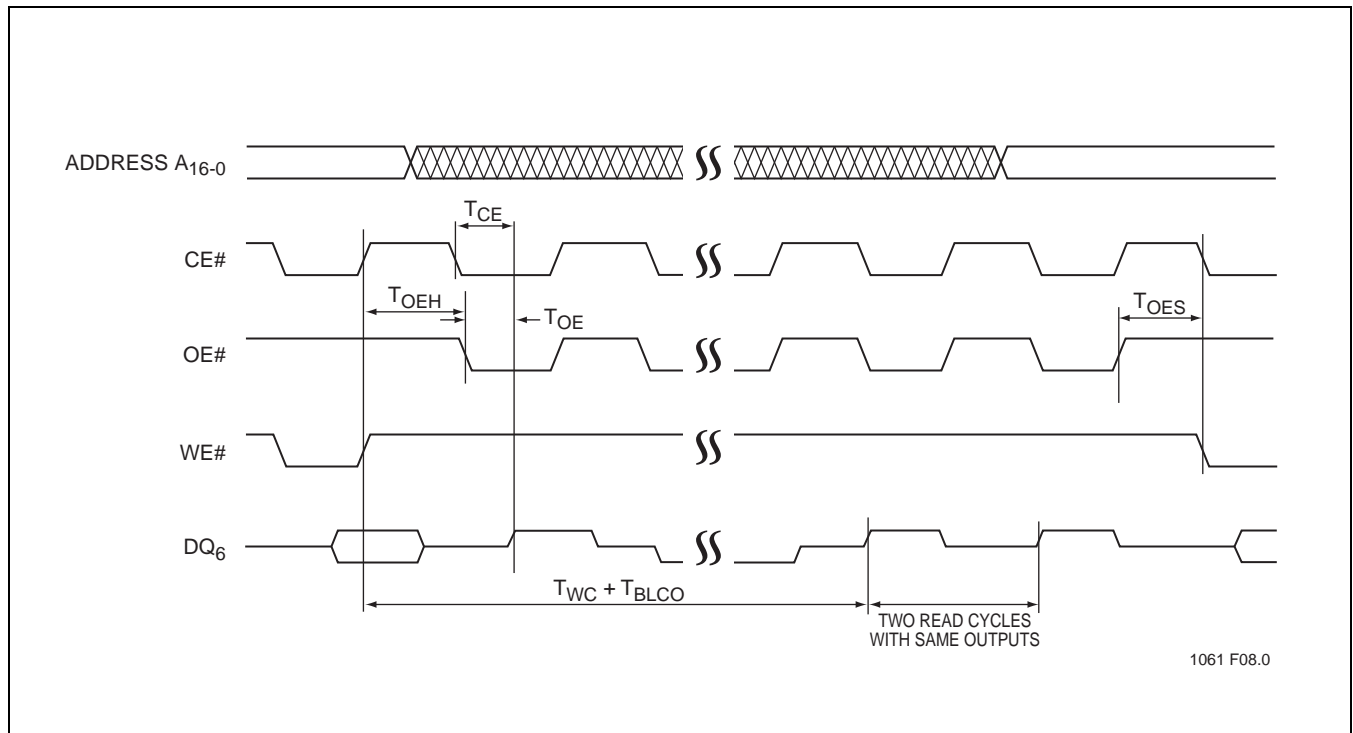 ADDRESS A16-0
TCE
CE#
TOEH
TOE
TOES
OE#
WE#
DQ6
TWC + TBLCO
TWO READ CYCLES
WITH SAME OUTPUTS
1061 F08.0